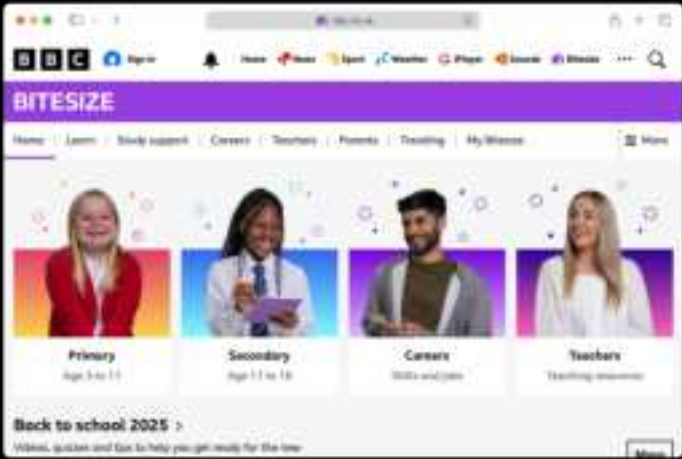 BBC Sign in Home News Sport Weather iPlayer Sounds Bitesize
BITESIZE
Home Learn Study support Careers Teachers Parents Trending My Bitesize More
Primary Secondary Careers Teachers
Age 3 to 11 Age 11 to 16 Skills and jobs Teaching resources
Back to school 2025 >
Videos, quizzes and tips to help you get ready for the new